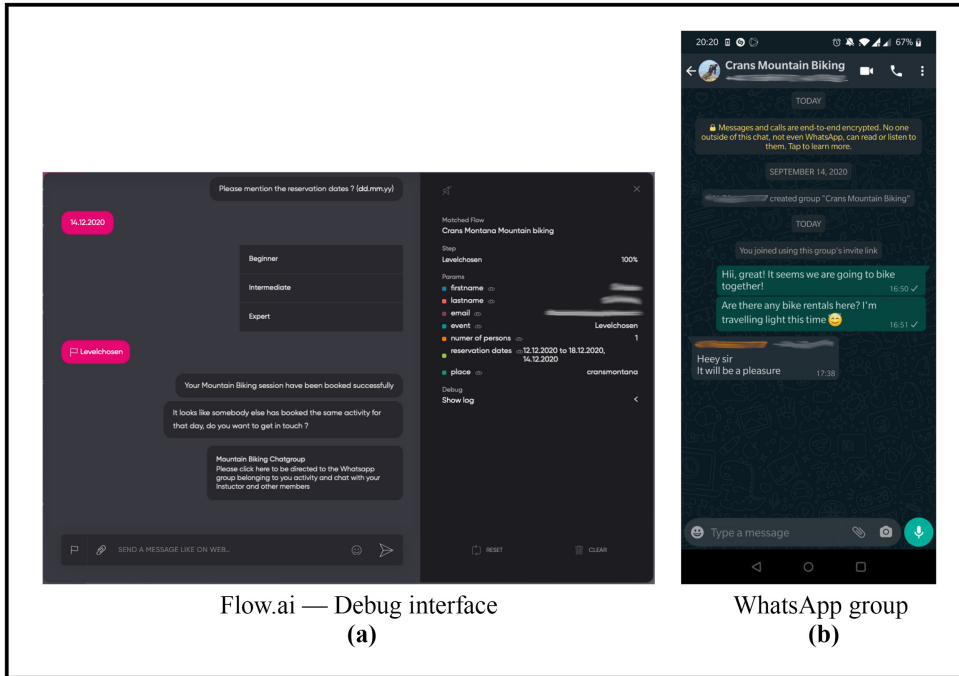 Please mention the reservation dates ? (dd.mm.yy)
14.12.2020
Beginner
Intermediate
Expert
Levelchosen
Your Mountain Biking session have been booked successfully
It looks like somebody else has booked the same activity for
that day, do you want to get in touch ?
Mountain Biking Chatgroup
Please click here to be directed to the Whatsapp
group belonging to you activity and chat with your
Instuctor and other members
SEND A MESSAGE LIKE ON WEB...
Matched Flow
Crans Montana Mountain biking
Step
Levelchosen 100%
Params
firstname
lastname
email
event Levelchosen
numer of persons 1
reservation dates 12.12.2020 to 18.12.2020,
14.12.2020
place cransmontana
Debug
Show log <
RESET CLEAR
Flow.ai — Debug interface
(a)
20:20 67%
Crans Mountain Biking
TODAY
Messages and calls are end-to-end encrypted. No one
outside of this chat, not even WhatsApp, can read or listen to
them. Tap to learn more.
SEPTEMBER 14, 2020
created group "Crans Mountain Biking"
TODAY
You joined using this group's invite link
Hii, great! It seems we are going to bike
together! 16:50
Are there any bike rentals here? I'm
travelling light this time 😊 16:51
Heey sir
It will be a pleasure 17:38
Type a message
WhatsApp group
(b)